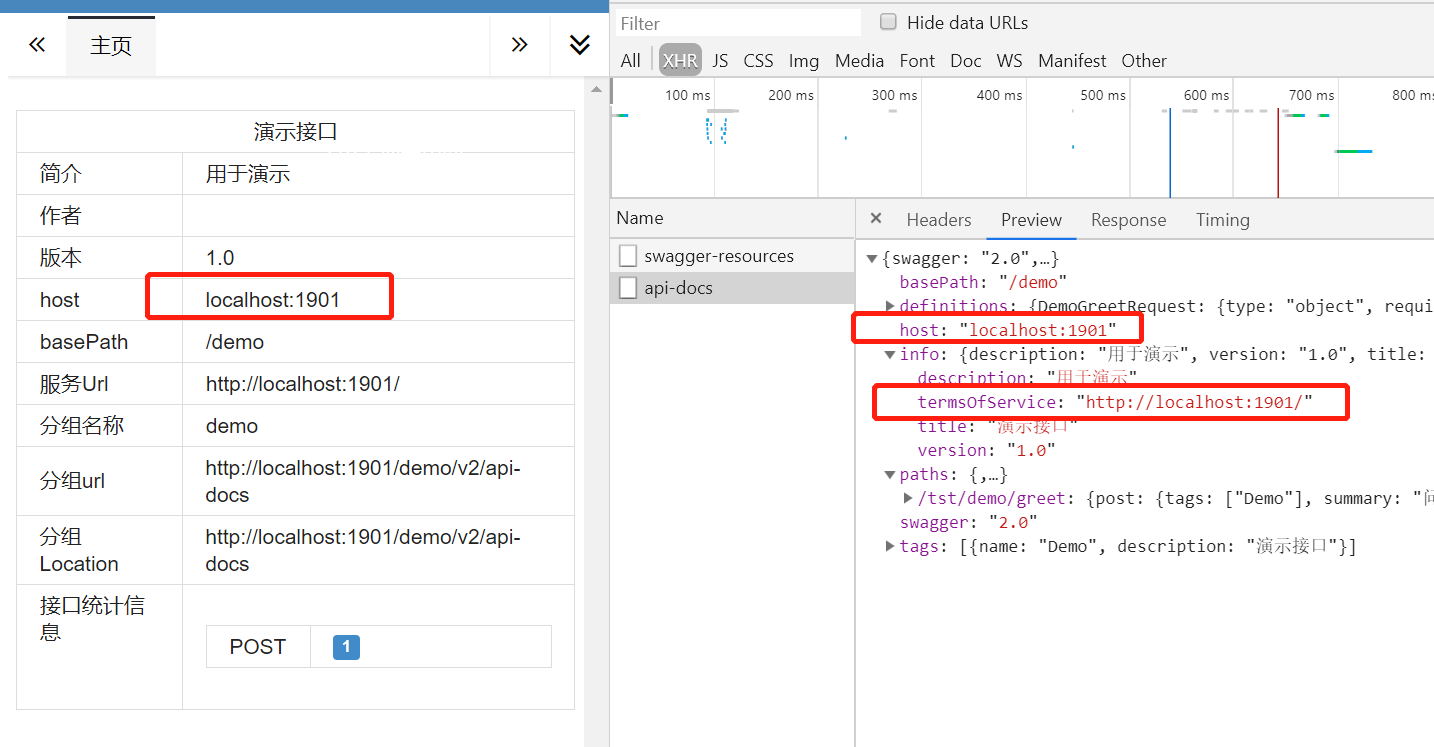 主页
演示接口
简介 用于演示
作者
版本 1.0
host localhost:1901
basePath /demo
服务Url http://localhost:1901/
分组名称 demo
分组url http://localhost:1901/demo/v2/api-
docs
分组
Location http://localhost:1901/demo/v2/api-
docs
接口统计信
息
POST 1
Filter Hide data URLs
All XHR JS CSS Img Media Font Doc WS Manifest Other
100 ms 200 ms 300 ms 400 ms 500 ms 600 ms 700 ms 800 ms
Name
swagger-resources
api-docs
× Headers Preview Response Timing
▼{swagger: "2.0",…}
basePath: "/demo"
▶definitions: {DemoGreetRequest: {type: "object", requi
host: "localhost:1901"
▼info: {description: "用于演示", version: "1.0", title:
description: "用于演示"
termsOfService: "http://localhost:1901/"
title: "演示接口"
version: "1.0"
▼paths: {,…}
▶/tst/demo/greet: {post: {tags: ["Demo"], summary: "问
swagger: "2.0"
▶tags: [{name: "Demo", description: "演示接口"}]